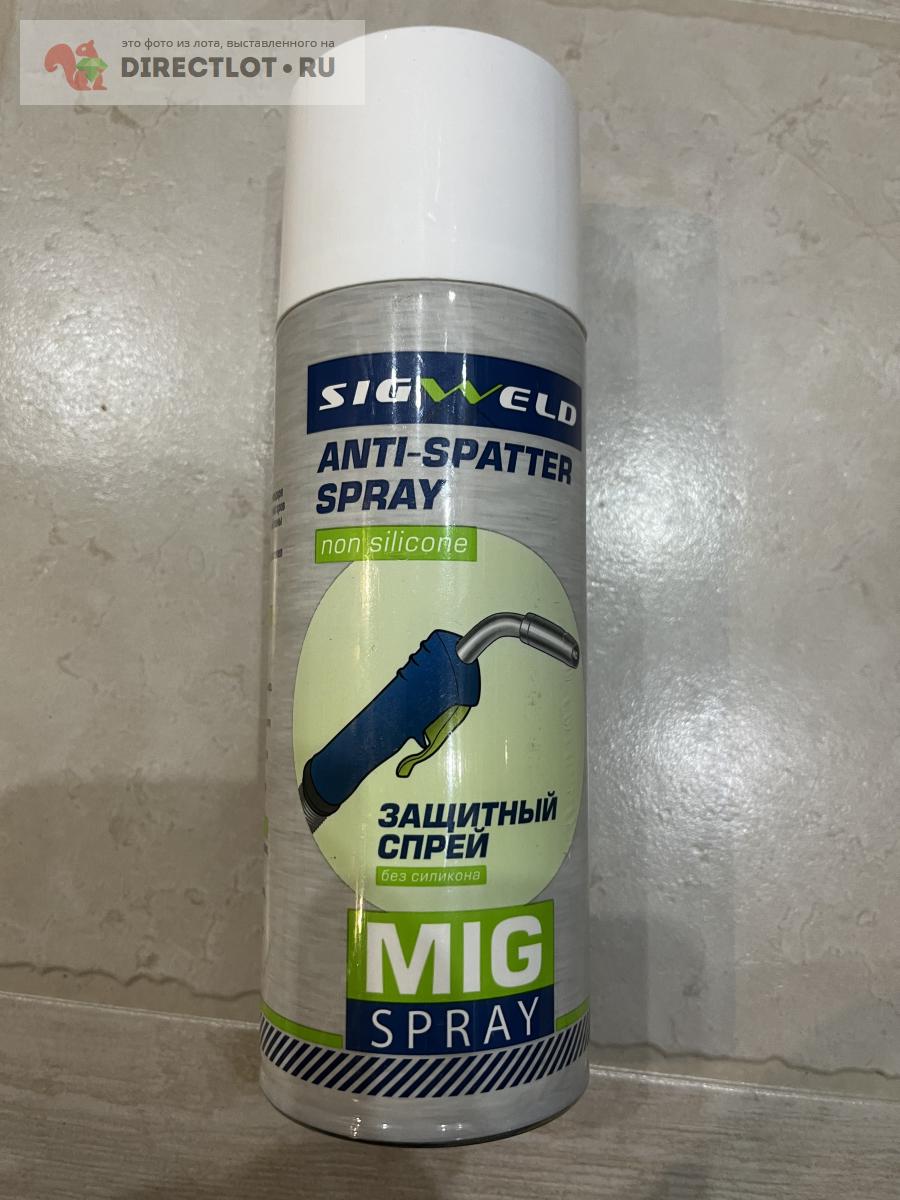 это фото из лота, выставленного на
DIRECTLOT•RU
SIGWELD
ANTI-SPATTER
SPRAY
non silicone
ЗАЩИТНЫЙ
СПРЕЙ
без силикона
MIG
SPRAY